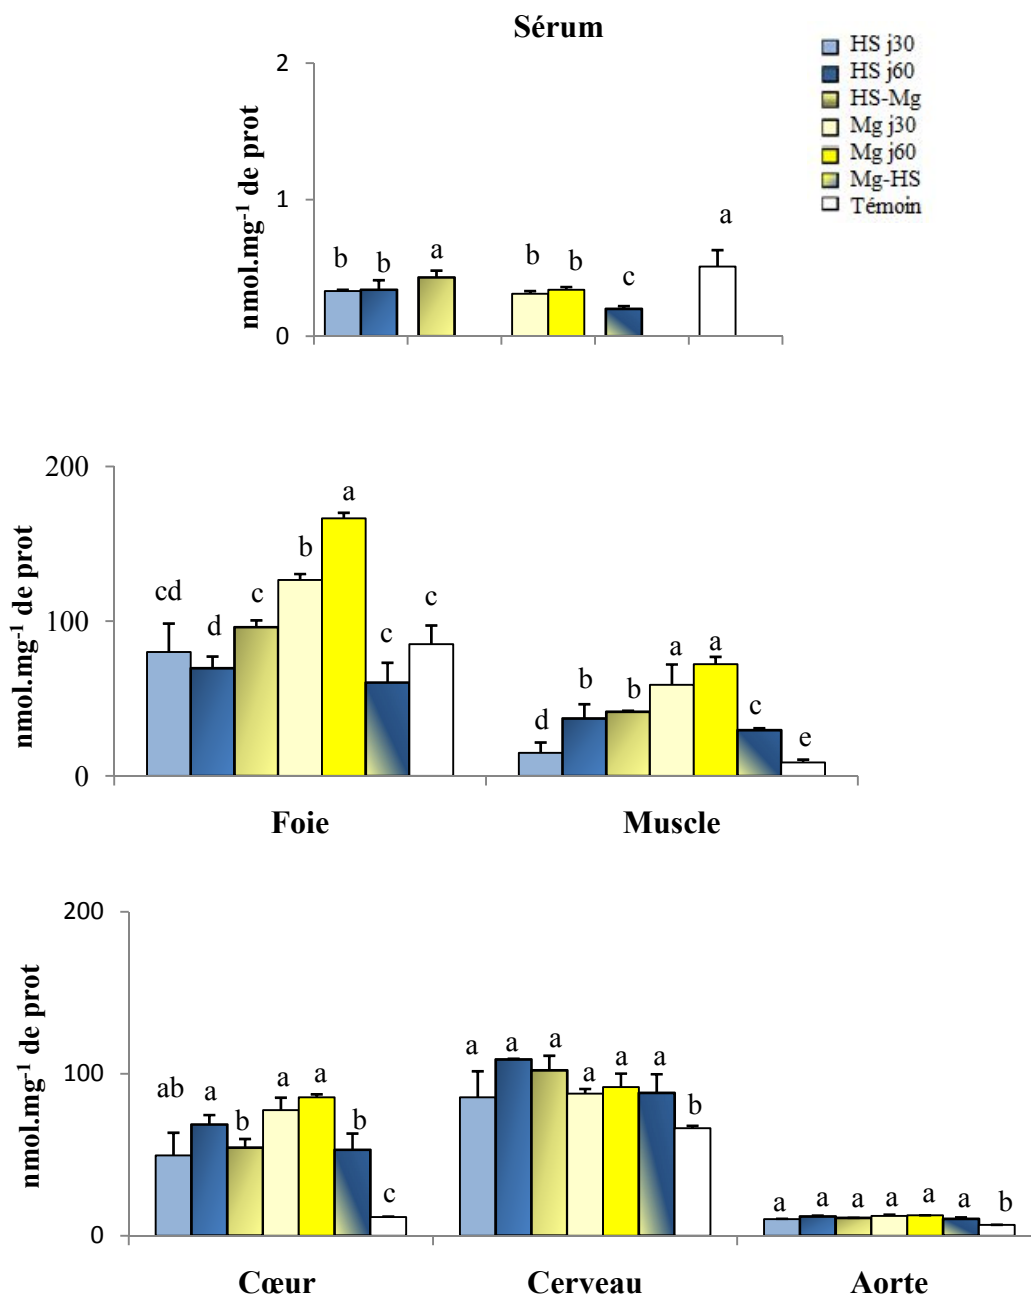 Sérum
HS j30
HS j60
HS-Mg
Mg j30
Mg j60
Mg-HS
Témoin
nmol.mg⁻¹ de prot
2
1
0
b b a b b c a
nmol.mg⁻¹ de prot
200
100
0
cd d c b a c c
d b b a a c e
Foie Muscle
nmol.mg⁻¹ de prot
200
100
0
ab a b a a b c
a a a a a a b
a a a a a a b
Cœur Cerveau Aorte